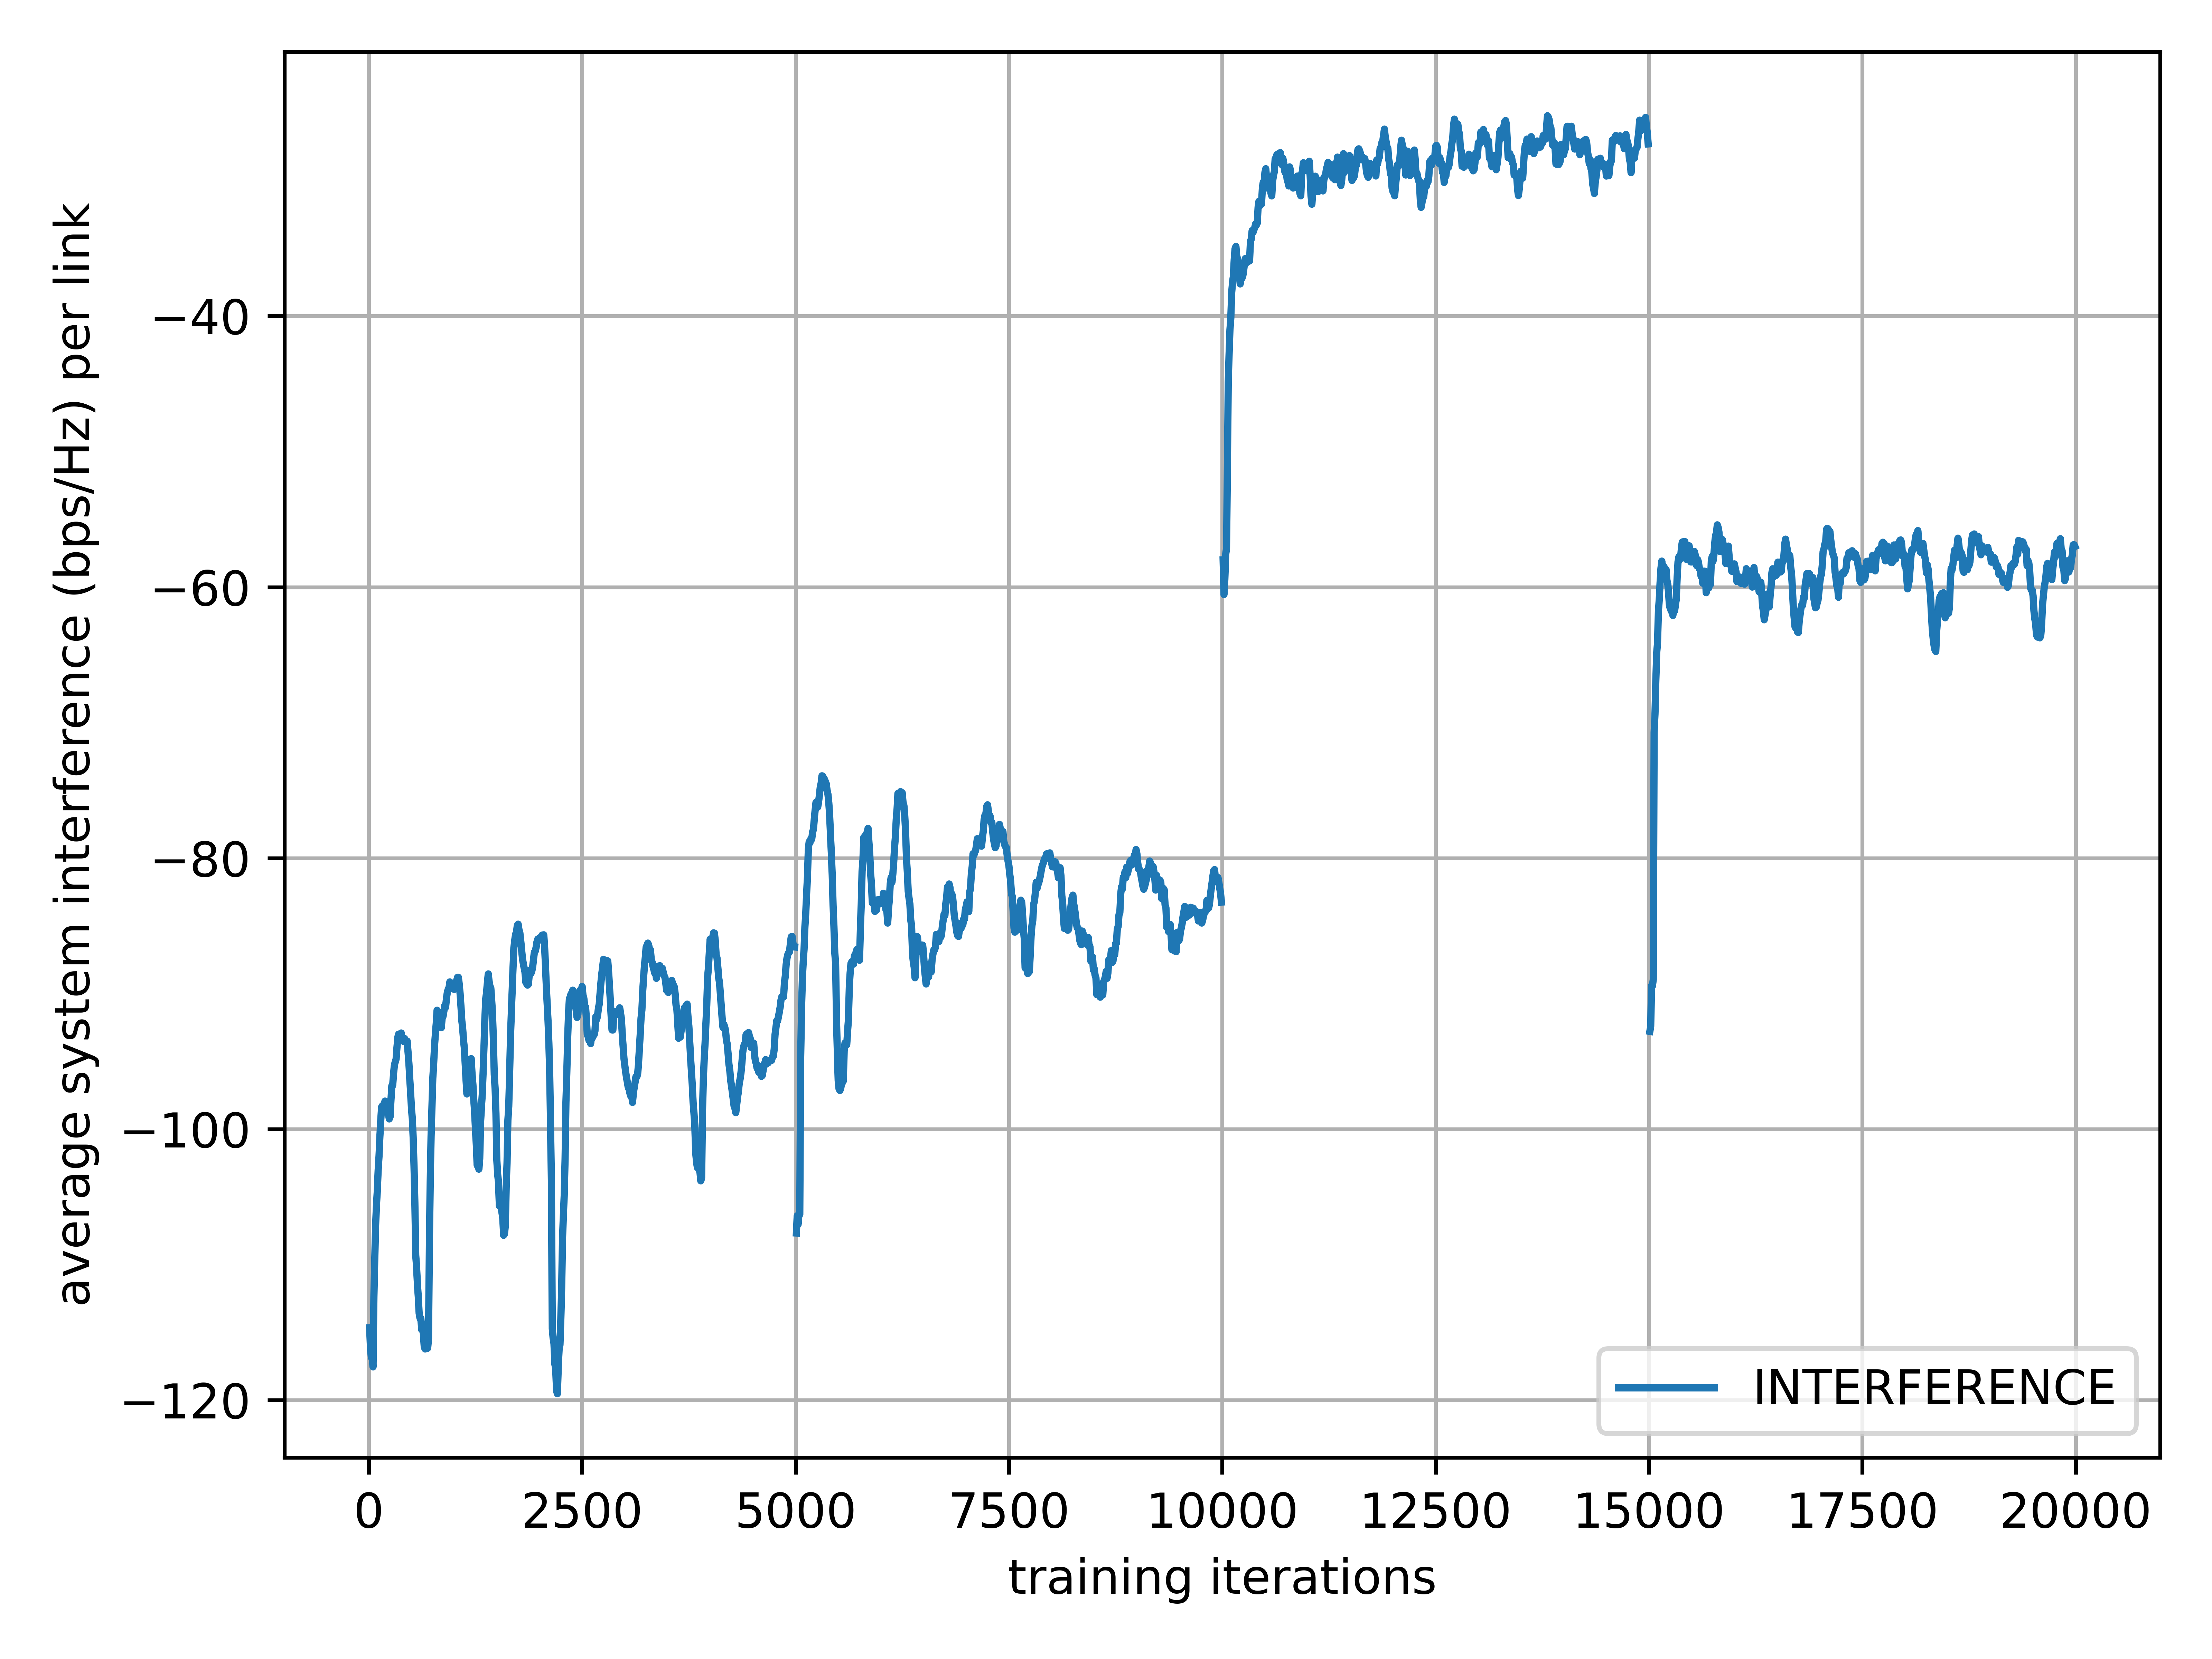 average system interference (bps/Hz) per link
−40
−60
−80
−100
−120
INTERFERENCE
0 2500 5000 7500 10000 12500 15000 17500 20000
training iterations